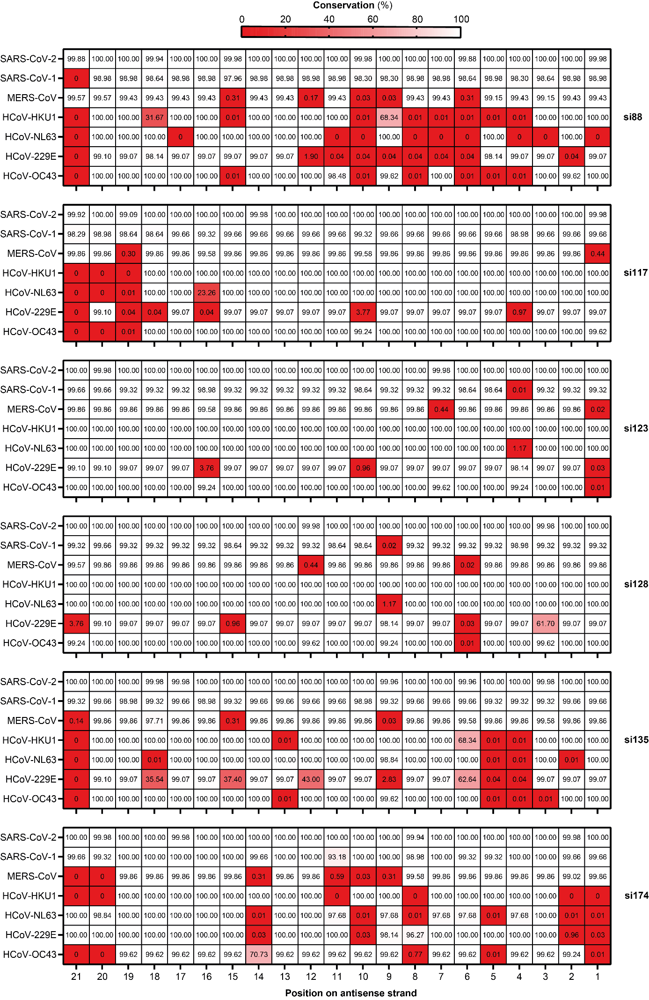 Conservation (%)
0 20 40 60 80 100
SARS-CoV-2 99.88 100.00 100.00 99.94 100.00 100.00 99.98 100.00 100.00 100.00 100.00 99.98 100.00 100.00 100.00 99.88 100.00 100.00 100.00 100.00 99.98
SARS-CoV-1 0 98.98 98.98 98.64 98.98 98.98 97.96 98.98 98.98 98.98 98.98 98.30 98.30 98.98 98.98 98.64 98.98 98.30 98.64 98.98 98.98
MERS-CoV 99.57 99.57 99.43 99.43 99.43 99.43 0.31 99.43 99.43 0.17 99.43 0.03 0.03 99.43 99.43 0.31 99.15 99.43 99.15 99.43 99.43
HCoV-HKU1 0 100.00 100.00 31.67 100.00 100.00 0.01 100.00 100.00 100.00 100.00 0.01 68.34 0.01 0.01 0.01 0.01 0.01 100.00 100.00 100.00 si88
HCoV-NL63 0 100.00 100.00 100.00 0 100.00 100.00 100.00 100.00 100.00 0 0 100.00 0 0 0 100.00 0 0 100.00 0
HCoV-229E 0 99.10 99.07 98.14 99.07 99.07 99.07 99.07 99.07 1.90 0.04 0.04 0.04 0.04 0.04 0.04 98.14 99.07 99.07 0.04 99.07
HCoV-OC43 0 100.00 100.00 100.00 100.00 100.00 0.01 100.00 100.00 100.00 98.48 0.01 99.62 0.01 100.00 0.01 0.01 0.01 100.00 99.62 100.00
SARS-CoV-2 99.92 100.00 99.09 100.00 100.00 100.00 100.00 99.98 100.00 100.00 100.00 100.00 100.00 100.00 100.00 100.00 100.00 100.00 100.00 100.00 99.98
SARS-CoV-1 98.29 98.98 98.64 98.64 99.66 99.32 99.66 99.66 99.66 99.66 99.66 99.32 99.66 99.66 99.66 99.66 99.66 98.98 99.66 99.66 99.66
MERS-CoV 99.86 99.86 0.30 99.86 99.86 99.58 99.86 99.86 99.86 99.86 99.86 99.58 99.86 99.86 99.86 99.86 99.86 99.86 99.86 99.86 0.44
HCoV-HKU1 0 0 0 100.00 100.00 100.00 100.00 100.00 100.00 100.00 100.00 100.00 100.00 100.00 100.00 100.00 100.00 100.00 100.00 100.00 100.00 si117
HCoV-NL63 0 0 0.01 100.00 100.00 23.26 100.00 100.00 100.00 100.00 100.00 100.00 100.00 100.00 100.00 100.00 100.00 100.00 100.00 100.00 100.00
HCoV-229E 0 99.10 0.04 0.04 99.07 0.04 99.07 99.07 99.07 99.07 99.07 3.77 99.07 99.07 99.07 99.07 99.07 0.97 99.07 99.07 99.07
HCoV-OC43 0 0 0.01 100.00 100.00 100.00 100.00 100.00 100.00 100.00 100.00 99.24 100.00 100.00 100.00 100.00 100.00 100.00 100.00 100.00 99.62
SARS-CoV-2 100.00 99.98 100.00 100.00 100.00 100.00 100.00 100.00 100.00 100.00 100.00 100.00 100.00 100.00 99.98 100.00 100.00 100.00 100.00 100.00 100.00
SARS-CoV-1 99.66 99.66 99.32 99.32 99.32 98.98 99.32 99.32 99.32 99.32 99.32 98.64 99.32 99.32 99.32 98.64 98.64 0.01 99.32 99.32 99.32
MERS-CoV 99.86 99.86 99.86 99.86 99.86 99.58 99.86 99.86 99.86 99.86 99.86 99.86 99.86 99.86 0.44 99.86 99.86 99.86 99.86 99.86 0.02
HCoV-HKU1 100.00 100.00 100.00 100.00 100.00 100.00 100.00 100.00 100.00 100.00 100.00 100.00 100.00 100.00 100.00 100.00 100.00 100.00 100.00 100.00 100.00 si123
HCoV-NL63 100.00 100.00 100.00 100.00 100.00 100.00 100.00 100.00 100.00 100.00 100.00 100.00 100.00 100.00 100.00 100.00 100.00 1.17 100.00 100.00 100.00
HCoV-229E 99.10 99.10 99.07 99.07 99.07 3.76 99.07 99.07 99.07 99.07 99.07 0.96 99.07 99.07 99.07 99.07 99.07 98.14 99.07 99.07 0.03
HCoV-OC43 100.00 100.00 100.00 100.00 100.00 99.24 100.00 100.00 100.00 100.00 100.00 100.00 100.00 100.00 99.62 100.00 100.00 99.24 100.00 100.00 0.01
SARS-CoV-2 100.00 100.00 100.00 100.00 100.00 100.00 100.00 100.00 100.00 99.98 100.00 100.00 100.00 100.00 100.00 100.00 100.00 100.00 99.98 100.00 100.00
SARS-CoV-1 99.32 99.66 99.32 99.32 99.32 99.32 98.64 99.32 99.32 99.32 98.64 98.64 0.02 99.32 99.32 99.32 99.32 98.98 99.32 99.32 99.32
MERS-CoV 99.57 99.86 99.86 99.86 99.86 99.86 99.86 99.86 99.86 0.44 99.86 99.86 99.86 99.86 99.86 0.02 99.86 99.86 99.86 99.86 99.86
HCoV-HKU1 100.00 100.00 100.00 100.00 100.00 100.00 100.00 100.00 100.00 100.00 100.00 100.00 100.00 100.00 100.00 100.00 100.00 100.00 100.00 100.00 100.00 si128
HCoV-NL63 100.00 100.00 100.00 100.00 100.00 100.00 100.00 100.00 100.00 100.00 100.00 100.00 1.17 100.00 100.00 100.00 100.00 100.00 100.00 100.00 100.00
HCoV-229E 3.76 99.10 99.07 99.07 99.07 99.07 0.96 99.07 99.07 99.07 99.07 99.07 98.14 99.07 99.07 0.03 99.07 99.07 61.70 99.07 99.07
HCoV-OC43 99.24 100.00 100.00 100.00 100.00 100.00 100.00 100.00 100.00 99.62 100.00 100.00 99.24 100.00 100.00 0.01 100.00 100.00 99.62 100.00 100.00
SARS-CoV-2 100.00 100.00 100.00 99.98 99.98 100.00 100.00 100.00 100.00 100.00 100.00 100.00 99.96 100.00 100.00 99.96 100.00 100.00 99.98 100.00 100.00
SARS-CoV-1 99.32 99.66 98.98 99.32 99.66 98.98 99.32 99.66 99.66 99.66 99.66 98.98 99.32 99.66 99.66 99.66 99.32 99.32 99.32 99.66 99.66
MERS-CoV 0.14 99.86 99.86 97.71 99.86 99.86 0.31 99.86 99.86 99.86 99.86 99.86 0.03 99.86 99.86 99.58 99.86 99.86 99.58 99.86 99.86
HCoV-HKU1 0 100.00 100.00 100.00 100.00 100.00 100.00 100.00 0.01 100.00 100.00 100.00 100.00 100.00 100.00 68.34 0.01 0.01 100.00 100.00 100.00 si135
HCoV-NL63 0 100.00 100.00 0.01 100.00 100.00 100.00 100.00 100.00 100.00 100.00 100.00 98.84 100.00 100.00 100.00 0.01 0.01 100.00 0.01 100.00
HCoV-229E 0 99.10 99.07 35.54 99.07 99.07 37.40 99.07 99.07 43.00 99.07 99.07 2.83 99.07 99.07 62.64 0.04 0.04 99.07 99.07 99.07
HCoV-OC43 0 100.00 100.00 100.00 100.00 100.00 100.00 100.00 0.01 100.00 100.00 100.00 99.62 100.00 100.00 100.00 0.01 0.01 0.01 100.00 100.00
SARS-CoV-2 100.00 99.98 100.00 100.00 99.98 100.00 100.00 100.00 100.00 100.00 100.00 100.00 100.00 99.94 100.00 100.00 100.00 100.00 100.00 99.98 100.00
SARS-CoV-1 99.66 99.32 100.00 100.00 100.00 100.00 100.00 99.66 100.00 100.00 93.18 100.00 100.00 98.98 100.00 99.32 99.32 100.00 100.00 99.66 99.66
MERS-CoV 0 0 99.86 99.86 99.86 99.86 99.86 0.31 99.86 99.86 0.59 0.03 0.31 99.58 99.86 99.86 99.86 99.86 99.86 99.02 99.86
HCoV-HKU1 0 0 100.00 100.00 100.00 100.00 100.00 100.00 100.00 100.00 0 100.00 100.00 0 100.00 100.00 100.00 100.00 100.00 0 0 si174
HCoV-NL63 100.00 98.84 100.00 100.00 100.00 100.00 100.00 0.01 100.00 100.00 97.68 0.01 97.68 0.01 97.68 97.68 0.01 97.68 100.00 0.01 0.01
HCoV-229E 100.00 100.00 100.00 100.00 100.00 100.00 100.00 0.03 100.00 100.00 100.00 0.03 98.14 96.27 100.00 100.00 100.00 100.00 100.00 0.96 0.03
HCoV-OC43 0 0 99.62 99.62 99.62 99.62 99.62 70.73 99.62 99.62 99.62 99.62 99.62 0.77 99.62 99.62 0.01 99.62 99.62 99.24 0.01
21 20 19 18 17 16 15 14 13 12 11 10 9 8 7 6 5 4 3 2 1
Position on antisense strand